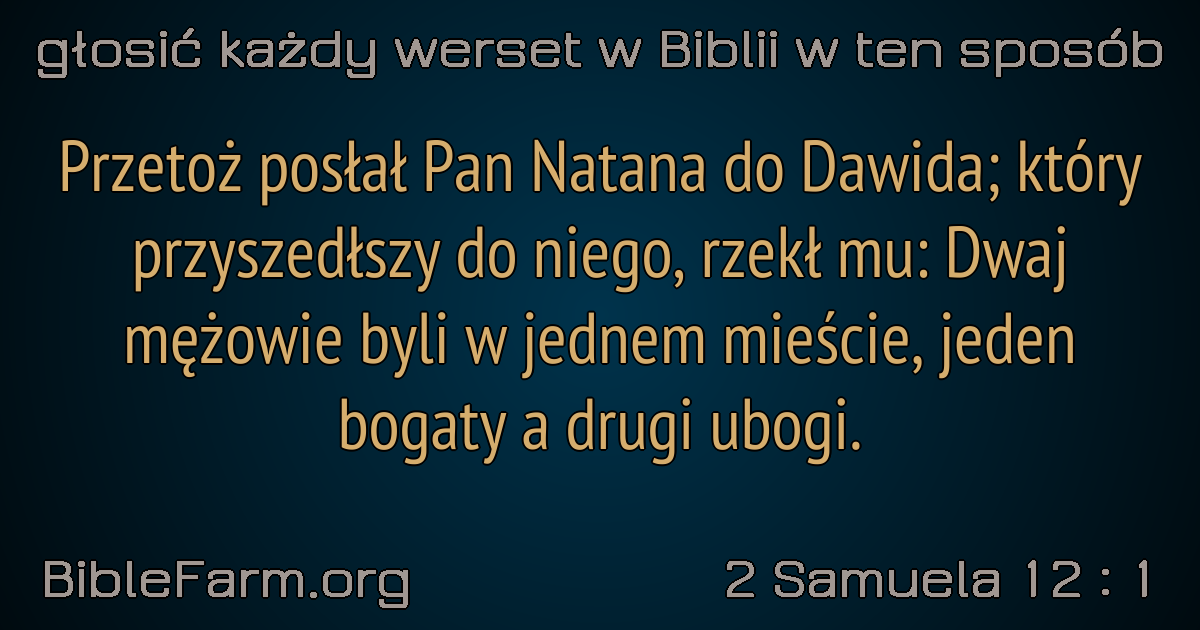 głosić każdy werset w Biblii w ten sposób
Przetoż posłał Pan Natana do Dawida; który
przyszedłszy do niego, rzekł mu: Dwaj
mężowie byli w jednem mieście, jeden
bogaty a drugi ubogi.
BibleFarm.org
2 Samuela 12 : 1